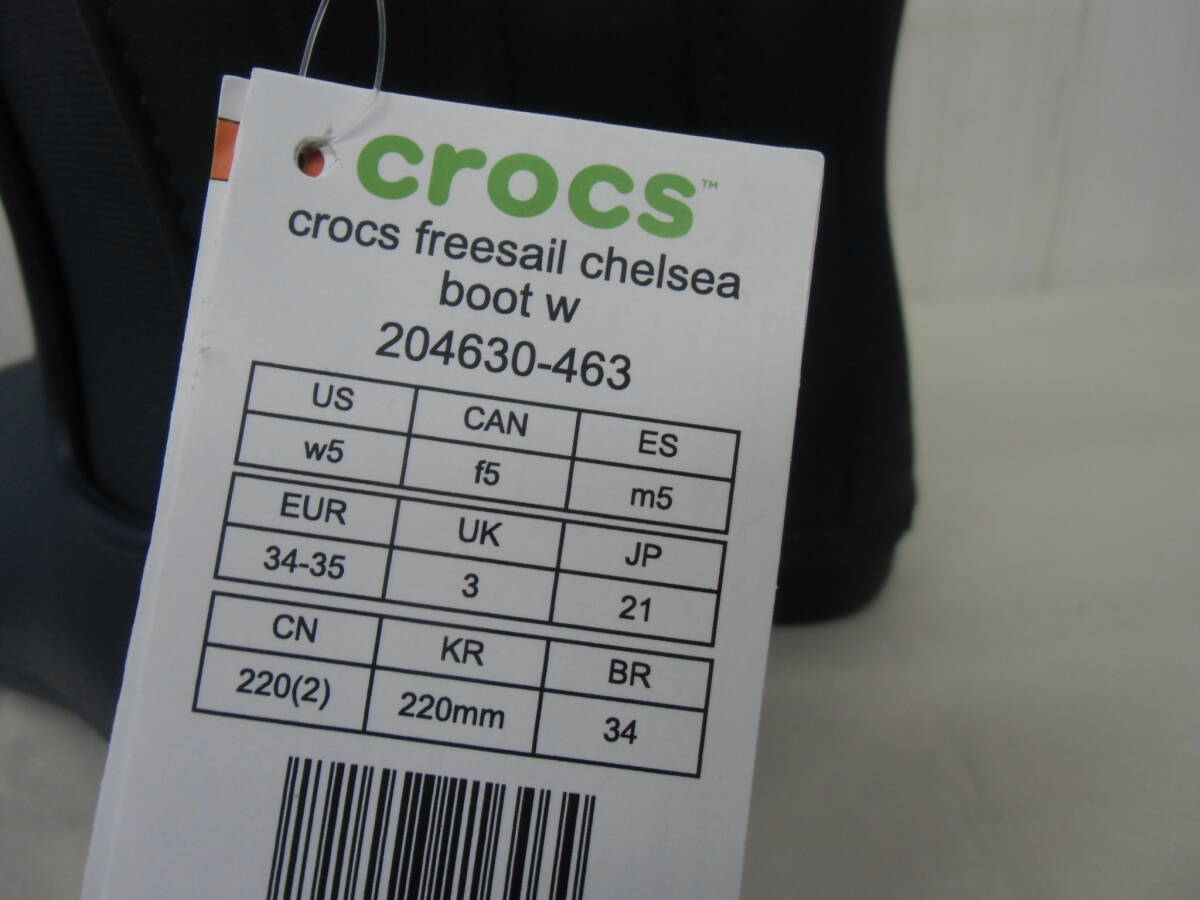 crocs™
crocs freesail chelsea
boot w
204630-463
US CAN ES
w5 f5 m5
EUR UK JP
34-35 3 21
CN KR BR
220(2) 220mm 34